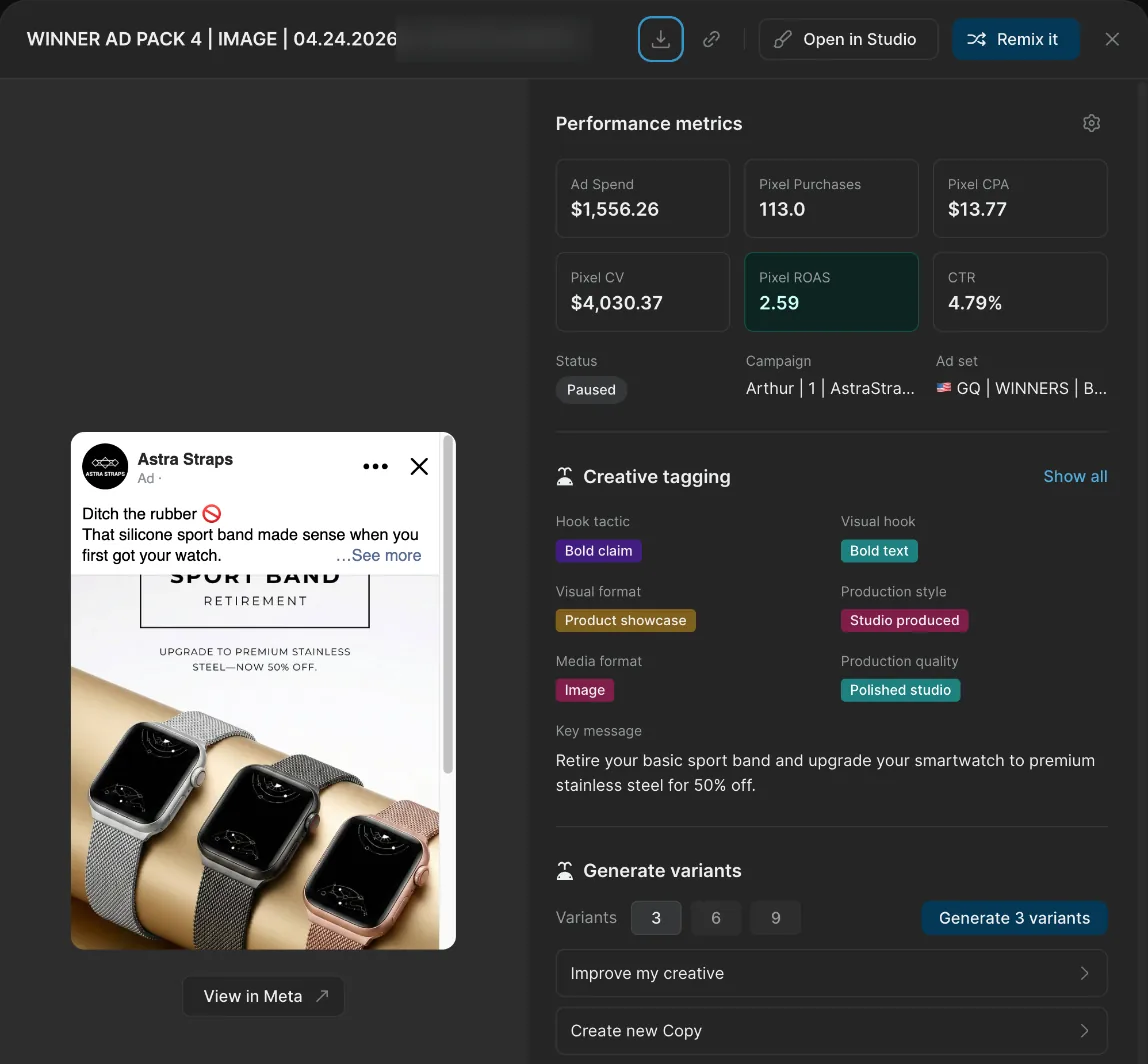 WINNER AD PACK 4 | IMAGE | 04.24.2026
Open in Studio
Remix it
Performance metrics
Ad Spend
$1,556.26
Pixel Purchases
113.0
Pixel CPA
$13.77
Pixel CV
$4,030.37
Pixel ROAS
2.59
CTR
4.79%
Status
Paused
Campaign
Arthur | 1 | AstraStra...
Ad set
🇺🇸 GQ | WINNERS | B...
ASTRA STRAPS
Astra Straps
Ad ·
Ditch the rubber 🚫
That silicone sport band made sense when you
first got your watch. ...See more
SPORT BAND
RETIREMENT
UPGRADE TO PREMIUM STAINLESS
STEEL—NOW 50% OFF.
View in Meta
Creative tagging
Show all
Hook tactic
Bold claim
Visual hook
Bold text
Visual format
Product showcase
Production style
Studio produced
Media format
Image
Production quality
Polished studio
Key message
Retire your basic sport band and upgrade your smartwatch to premium
stainless steel for 50% off.
Generate variants
Variants
3
6
9
Generate 3 variants
Improve my creative
Create new Copy